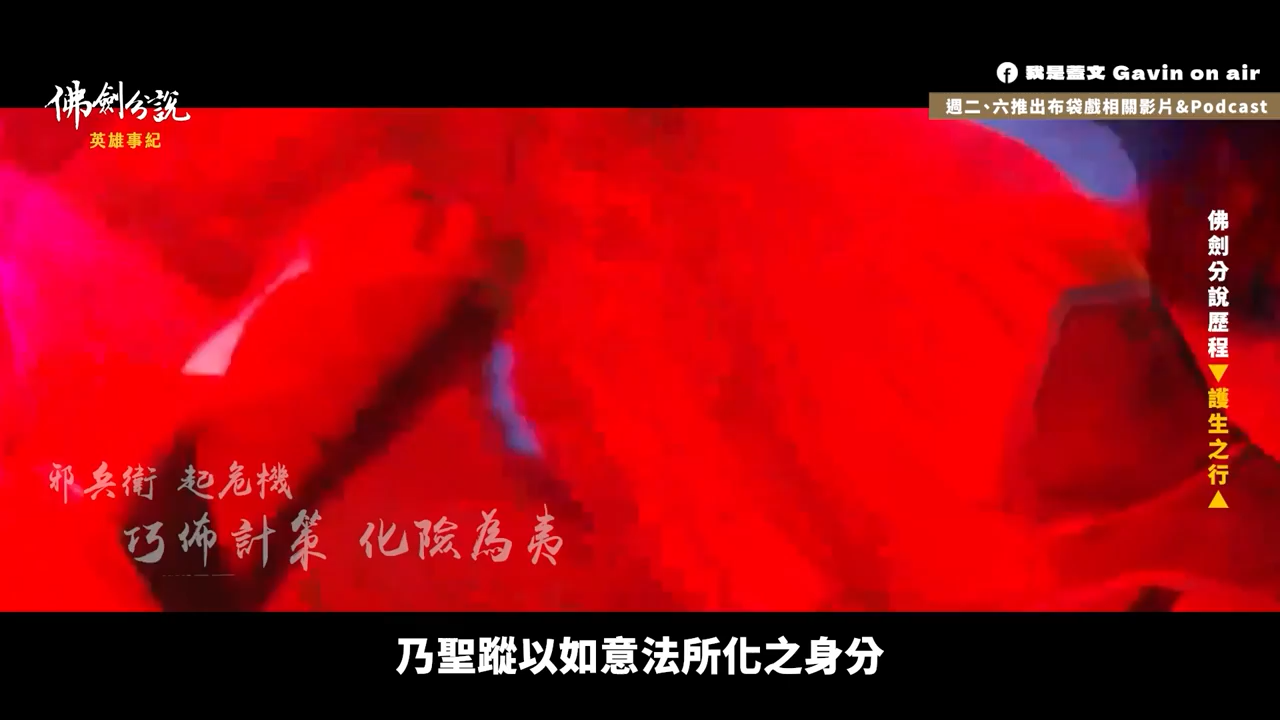 我是蓋文 Gavin on air
週二、六推出布袋戲相關影片&Podcast
佛劍分說
英雄事紀
佛劍分說歷程▼護生之行▲
邪兵衛 起危機
巧佈計策 化險為夷
乃聖蹤以如意法所化之身分